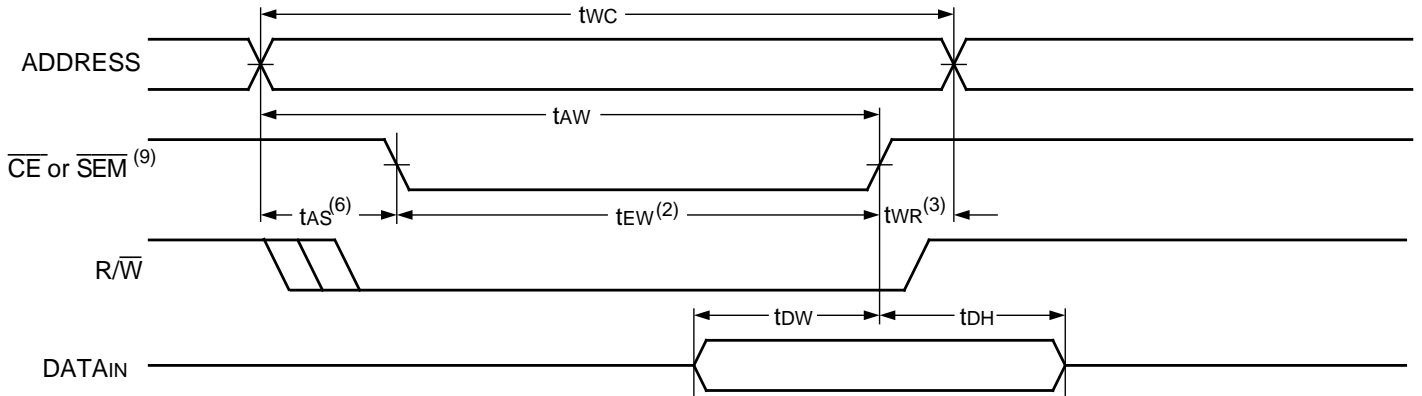 tWC
ADDRESS
tAW
CE or SEM (9)
tAS(6) tEW(2) tWR(3)
R/W
tDW tDH
DATAIN